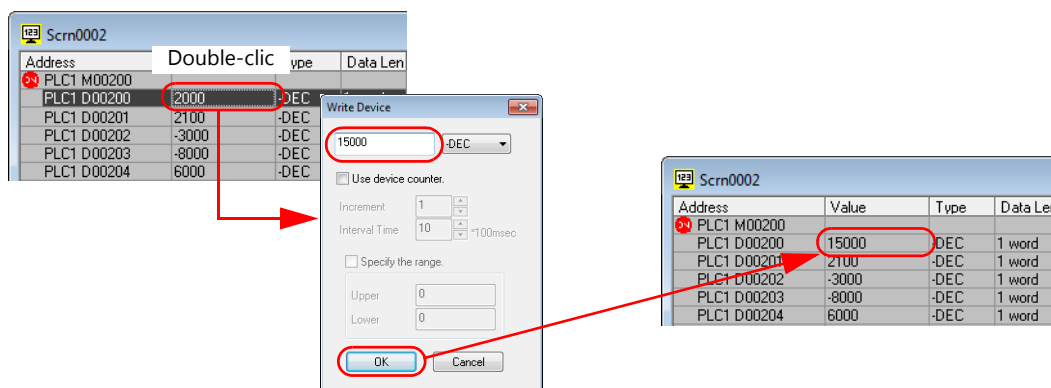 Scrn0002
Address Double-clic ype Data Len
PLC1 M00200
PLC1 D00200 2000 -DEC
PLC1 D00201 2100 -DEC
PLC1 D00202 -3000 -DEC
PLC1 D00203 -8000 -DEC
PLC1 D00204 6000 -DEC
Write Device
15000 -DEC
Use device counter.
Increment 1
Interval Time 10 *100msec
Specify the range.
Upper 0
Lower 0
OK Cancel
Scrn0002
Address Value Type Data Le
PLC1 M00200
PLC1 D00200 15000 -DEC 1 word
PLC1 D00201 2100 -DEC 1 word
PLC1 D00202 -3000 -DEC 1 word
PLC1 D00203 -8000 -DEC 1 word
PLC1 D00204 6000 -DEC 1 word